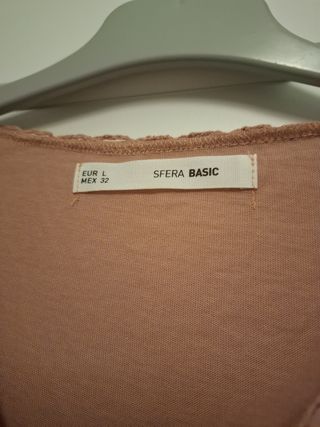 EUR L
MEX 32
SFERA BASIC